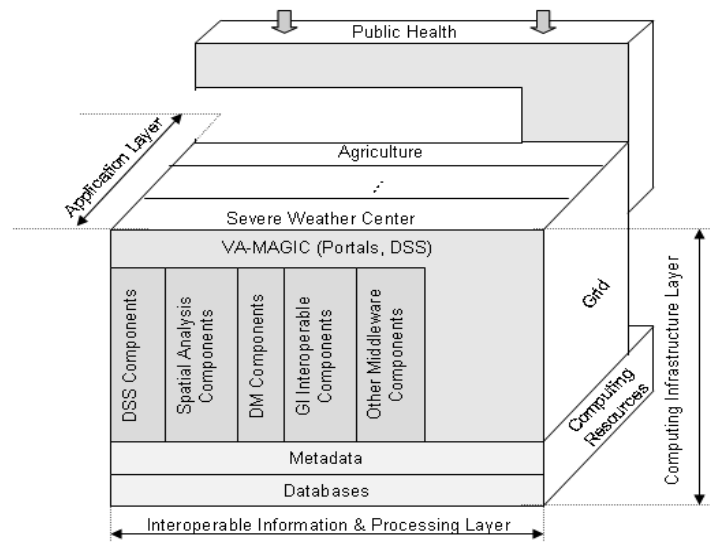 Public Health
Application Layer
Agriculture
Severe Weather Center
VA-MAGIC (Portals, DSS)
DSS Components
Spatial Analysis
Components
DM Components
GI Interoperable
Components
Other Middleware
Components
Grid
Computing
Resources
Computing Infrastructure Layer
Metadata
Databases
Interoperable Information & Processing Layer